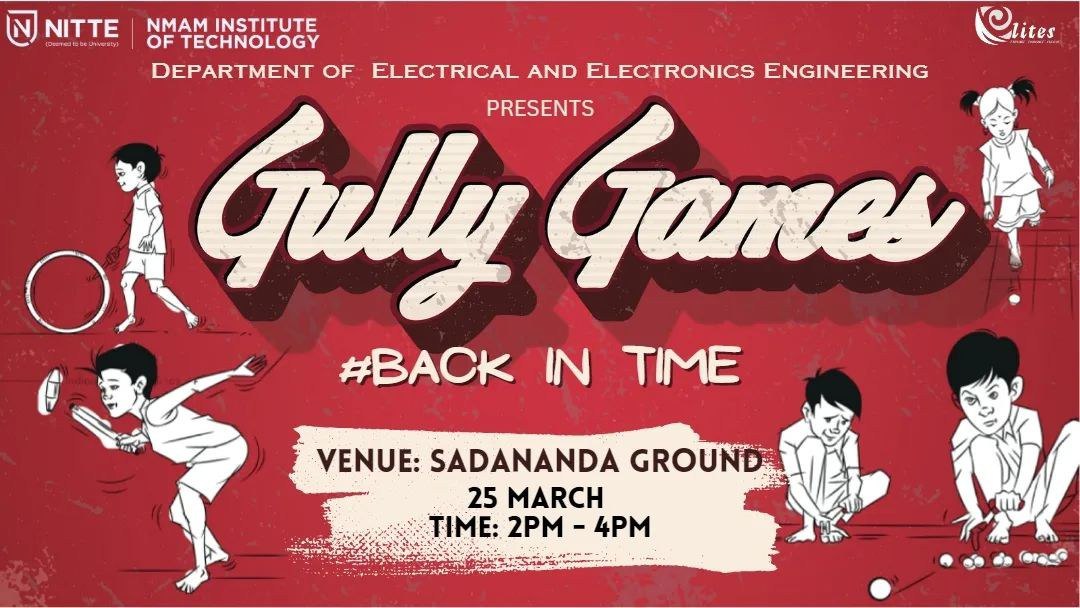 NITTE
(Deemed to be University)
NMAM INSTITUTE
OF TECHNOLOGY
elites
DEPARTMENT OF ELECTRICAL AND ELECTRONICS ENGINEERING
PRESENTS
Gully Games
#BACK IN TIME
VENUE: SADANANDA GROUND
25 MARCH
TIME: 2PM - 4PM